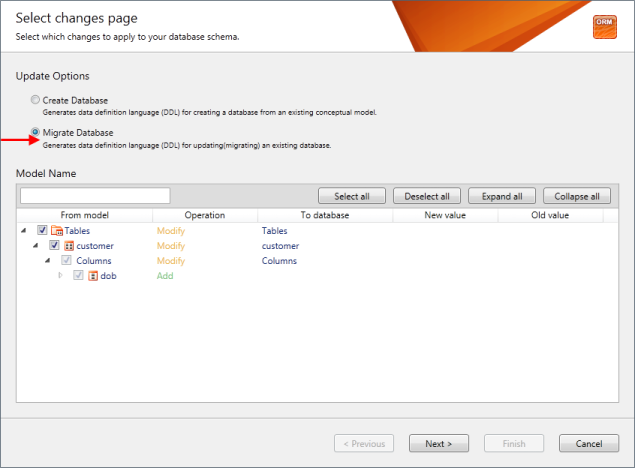 Select changes page
Select which changes to apply to your database schema.
ORM
Update Options
Create Database
Generates data definition language (DDL) for creating a database from an existing conceptual model.
Migrate Database
Generates data definition language (DDL) for updating(migrating) an existing database.
Model Name
Select all Deselect all Expand all Collapse all
From model Operation To database New value Old value
Tables Modify Tables
customer Modify customer
Columns Modify Columns
dob Add
< Previous Next > Finish Cancel